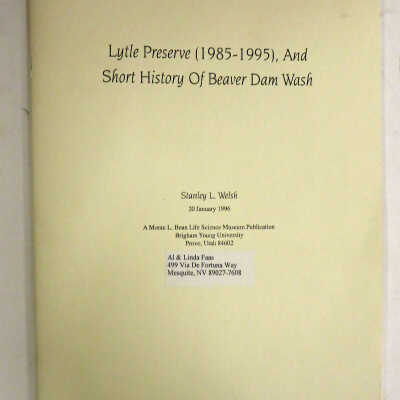 Lytle Preserve (1985-1995), And
Short History Of Beaver Dam Wash
Stanley L. Welsh
20 January 1996
A Monte L. Bean Life Science Museum Publication
Brigham Young University
Provo, Utah 84602
Al & Linda Faas
499 Via De Fortuna Way
Mesquite, NV 89027-7608